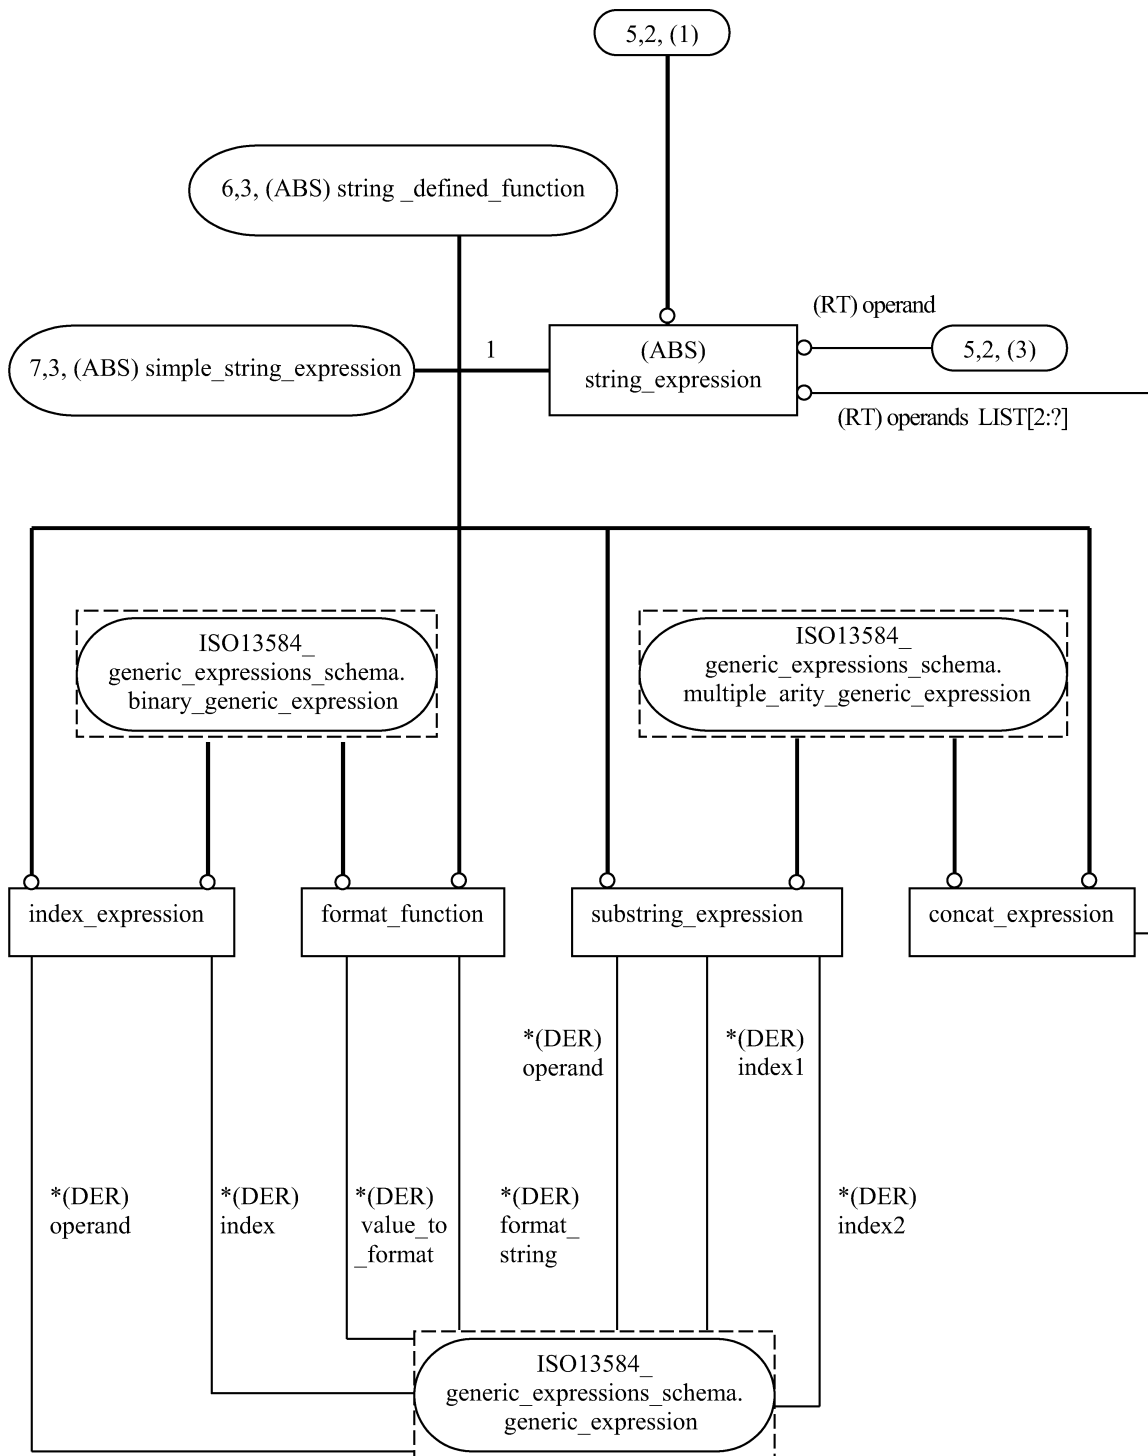 5,2, (1)
6,3, (ABS) string _defined_function
(RT) operand
7,3, (ABS) simple_string_expression
1
(ABS)
string_expression
5,2, (3)
(RT) operands LIST[2:?]
ISO13584_
generic_expressions_schema.
binary_generic_expression
ISO13584_
generic_expressions_schema.
multiple_arity_generic_expression
index_expression
format_function
substring_expression
concat_expression
*(DER)
operand
*(DER)
index1
*(DER)
operand
*(DER)
index
*(DER)
value_to
_format
*(DER)
format_
string
*(DER)
index2
ISO13584_
generic_expressions_schema.
generic_expression